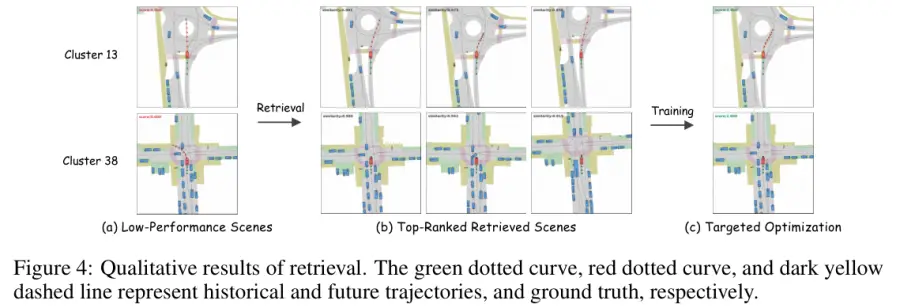 Cluster 13
Retrieval
Training
Cluster 38
(a) Low-Performance Scenes
(b) Top-Ranked Retrieved Scenes
(c) Targeted Optimization
Figure 4: Qualitative results of retrieval. The green dotted curve, red dotted curve, and dark yellow
dashed line represent historical and future trajectories, and ground truth, respectively.